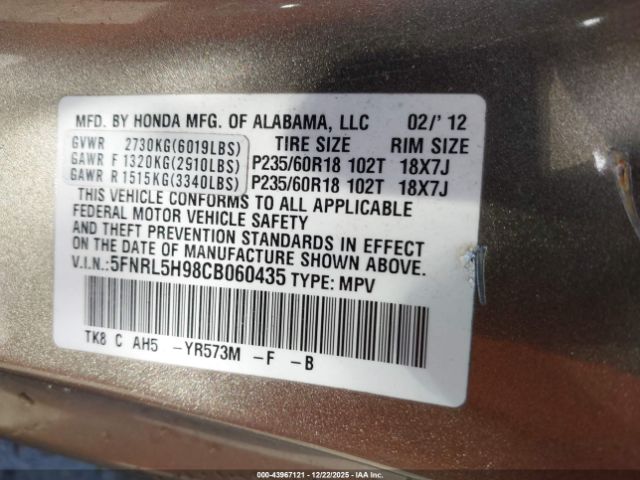 MFD. BY HONDA MFG. OF ALABAMA, LLC 02/' 12
GVWR 2730KG(6019LBS) TIRE SIZE RIM SIZE
GAWR F 1320KG(2910LBS) P235/60R18 102T 18X7J
GAWR R 1515KG(3340LBS) P235/60R18 102T 18X7J
THIS VEHICLE CONFORMS TO ALL APPLICABLE
FEDERAL MOTOR VEHICLE SAFETY
AND THEFT PREVENTION STANDARDS IN EFFECT
ON THE DATE OF MANUFACTURE SHOWN ABOVE.
V.I.N.:5FNRL5H98CB060435 TYPE: MPV
TK8 C AH5 -YR573M -F -B
000-43967121 - 12/22/2025 - IAAI.com